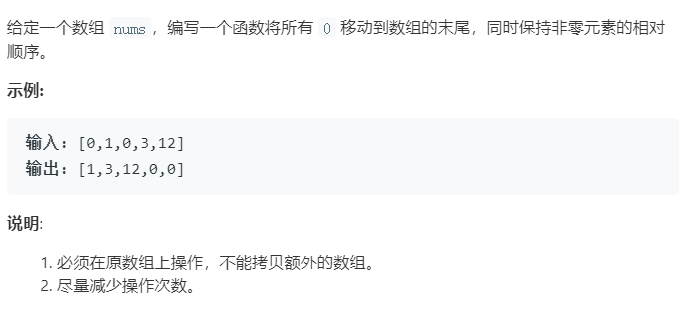 给定一个数组 nums，编写一个函数将所有 0 移动到数组的末尾，同时保持非零元素的相对
顺序。
示例:
输入：[0,1,0,3,12]
输出：[1,3,12,0,0]
说明:
1. 必须在原数组上操作，不能拷贝额外的数组。
2. 尽量减少操作次数。